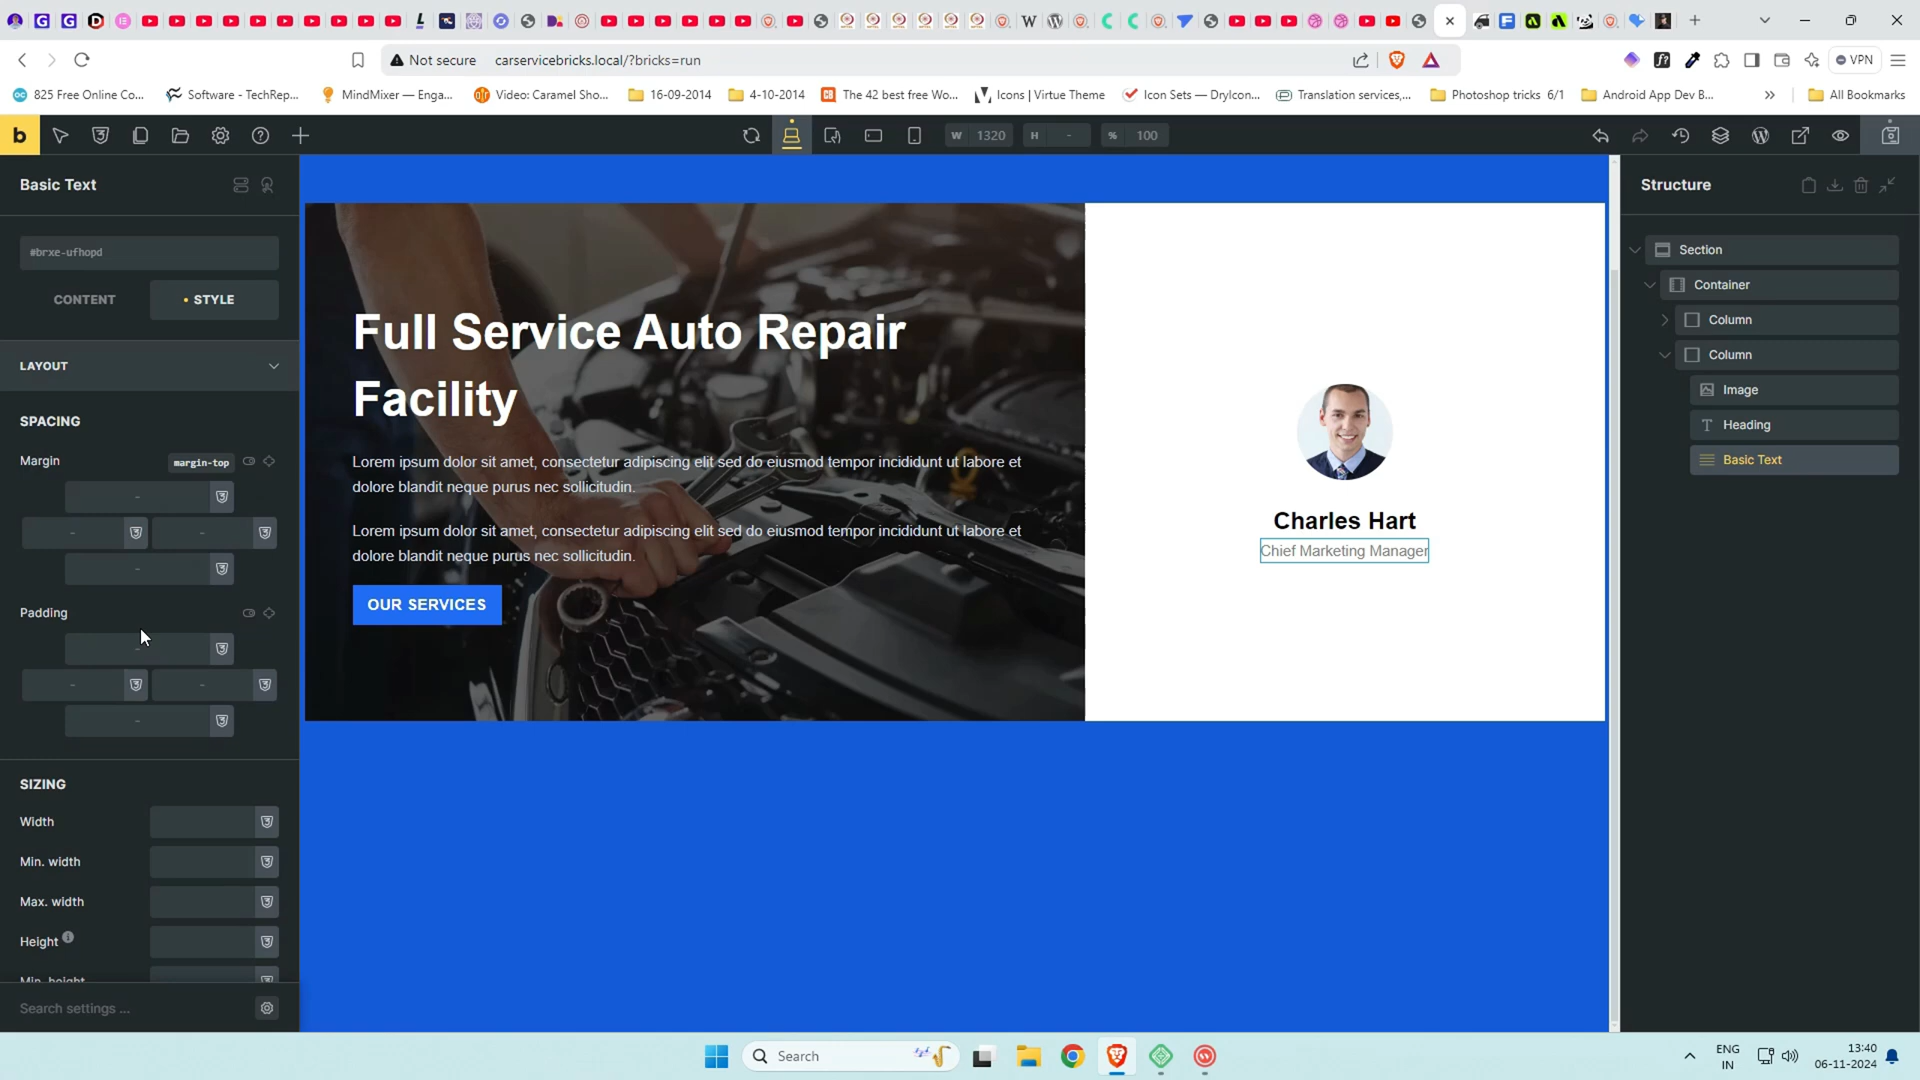 Not secure
carservicebricks.local/?bricks=run
VPN
825 Free Online Co...
Software - TechRep...
MindMixer — Enga...
Video: Caramel Sho...
16-09-2014
4-10-2014
The 42 best free Wo...
Icons | Virtue Theme
Icon Sets — DryIcon...
Translation services,...
Photoshop tricks 6/1
Android App Dev B...
»
All Bookmarks
b
W 1320
H -
% 100
Basic Text
#brxe-ufhopd
CONTENT
STYLE
LAYOUT
SPACING
Margin
margin-top
Padding
SIZING
Width
Min. width
Max. width
Height
Min. height
Search settings ...
Full Service Auto Repair
Facility
Lorem ipsum dolor sit amet, consectetur adipiscing elit sed do eiusmod tempor incididunt ut labore et
dolore blandit neque purus nec sollicitudin.
Lorem ipsum dolor sit amet, consectetur adipiscing elit sed do eiusmod tempor incididunt ut labore et
dolore blandit neque purus nec sollicitudin.
OUR SERVICES
Charles Hart
Chief Marketing Manager
Structure
Section
Container
Column
Column
Image
Heading
Basic Text
Search
ENG
IN
13:40
06-11-2024